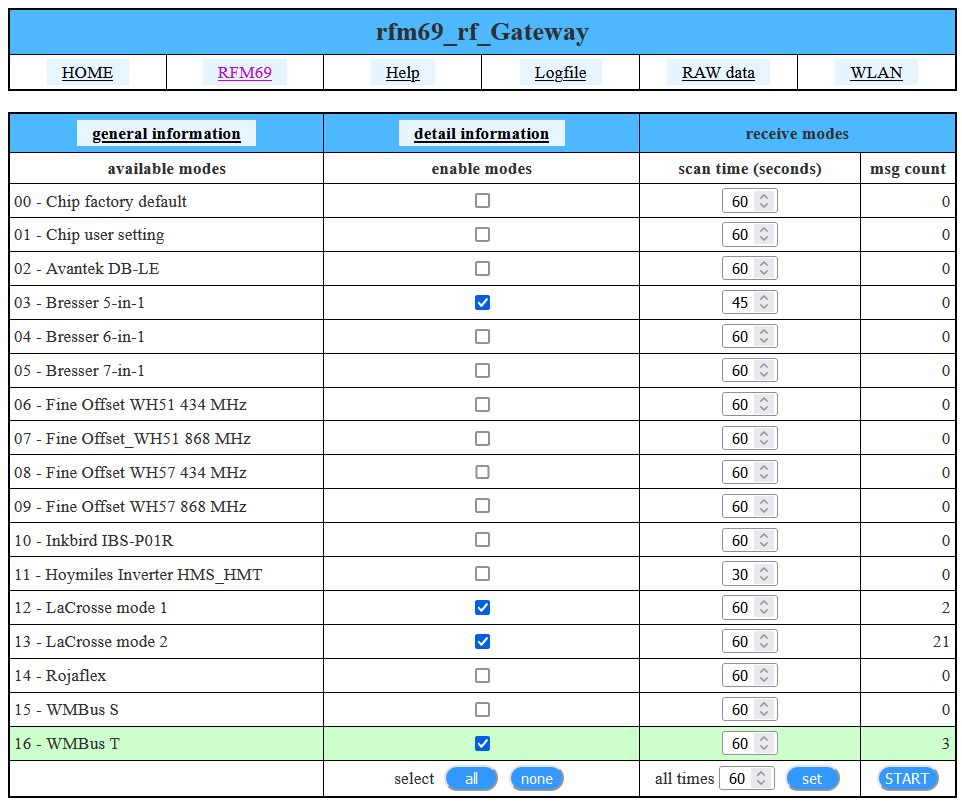 rfm69_rf_Gateway
HOME RFM69 Help Logfile RAW data WLAN
general information detail information receive modes
available modes enable modes scan time (seconds) msg count
00 - Chip factory default 60 0
01 - Chip user setting 60 0
02 - Avantek DB-LE 60 0
03 - Bresser 5-in-1 45 0
04 - Bresser 6-in-1 60 0
05 - Bresser 7-in-1 60 0
06 - Fine Offset WH51 434 MHz 60 0
07 - Fine Offset_WH51 868 MHz 60 0
08 - Fine Offset WH57 434 MHz 60 0
09 - Fine Offset WH57 868 MHz 60 0
10 - Inkbird IBS-P01R 60 0
11 - Hoymiles Inverter HMS_HMT 30 0
12 - LaCrosse mode 1 60 2
13 - LaCrosse mode 2 60 21
14 - Rojaflex 60 0
15 - WMBus S 60 0
16 - WMBus T 60 3
select all none all times 60 set START